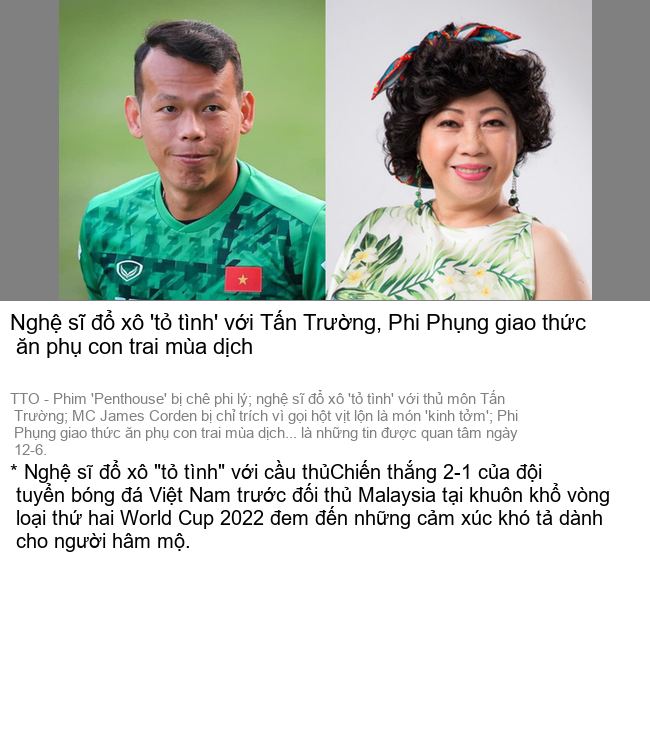 Nghệ sĩ đổ xô 'tỏ tình' với Tấn Trường, Phi Phụng giao thức
ăn phụ con trai mùa dịch
TTO - Phim 'Penthouse' bị chê phi lý; nghệ sĩ đổ xô 'tỏ tình' với thủ môn Tấn
Trường; MC James Corden bị chỉ trích vì gọi hột vịt lộn là món 'kinh tởm'; Phi
Phụng giao thức ăn phụ con trai mùa dịch... là những tin được quan tâm ngày
12-6.
* Nghệ sĩ đổ xô "tỏ tình" với cầu thủChiến thắng 2-1 của đội
tuyển bóng đá Việt Nam trước đối thủ Malaysia tại khuôn khổ vòng
loại thứ hai World Cup 2022 đem đến những cảm xúc khó tả dành
cho người hâm mộ.